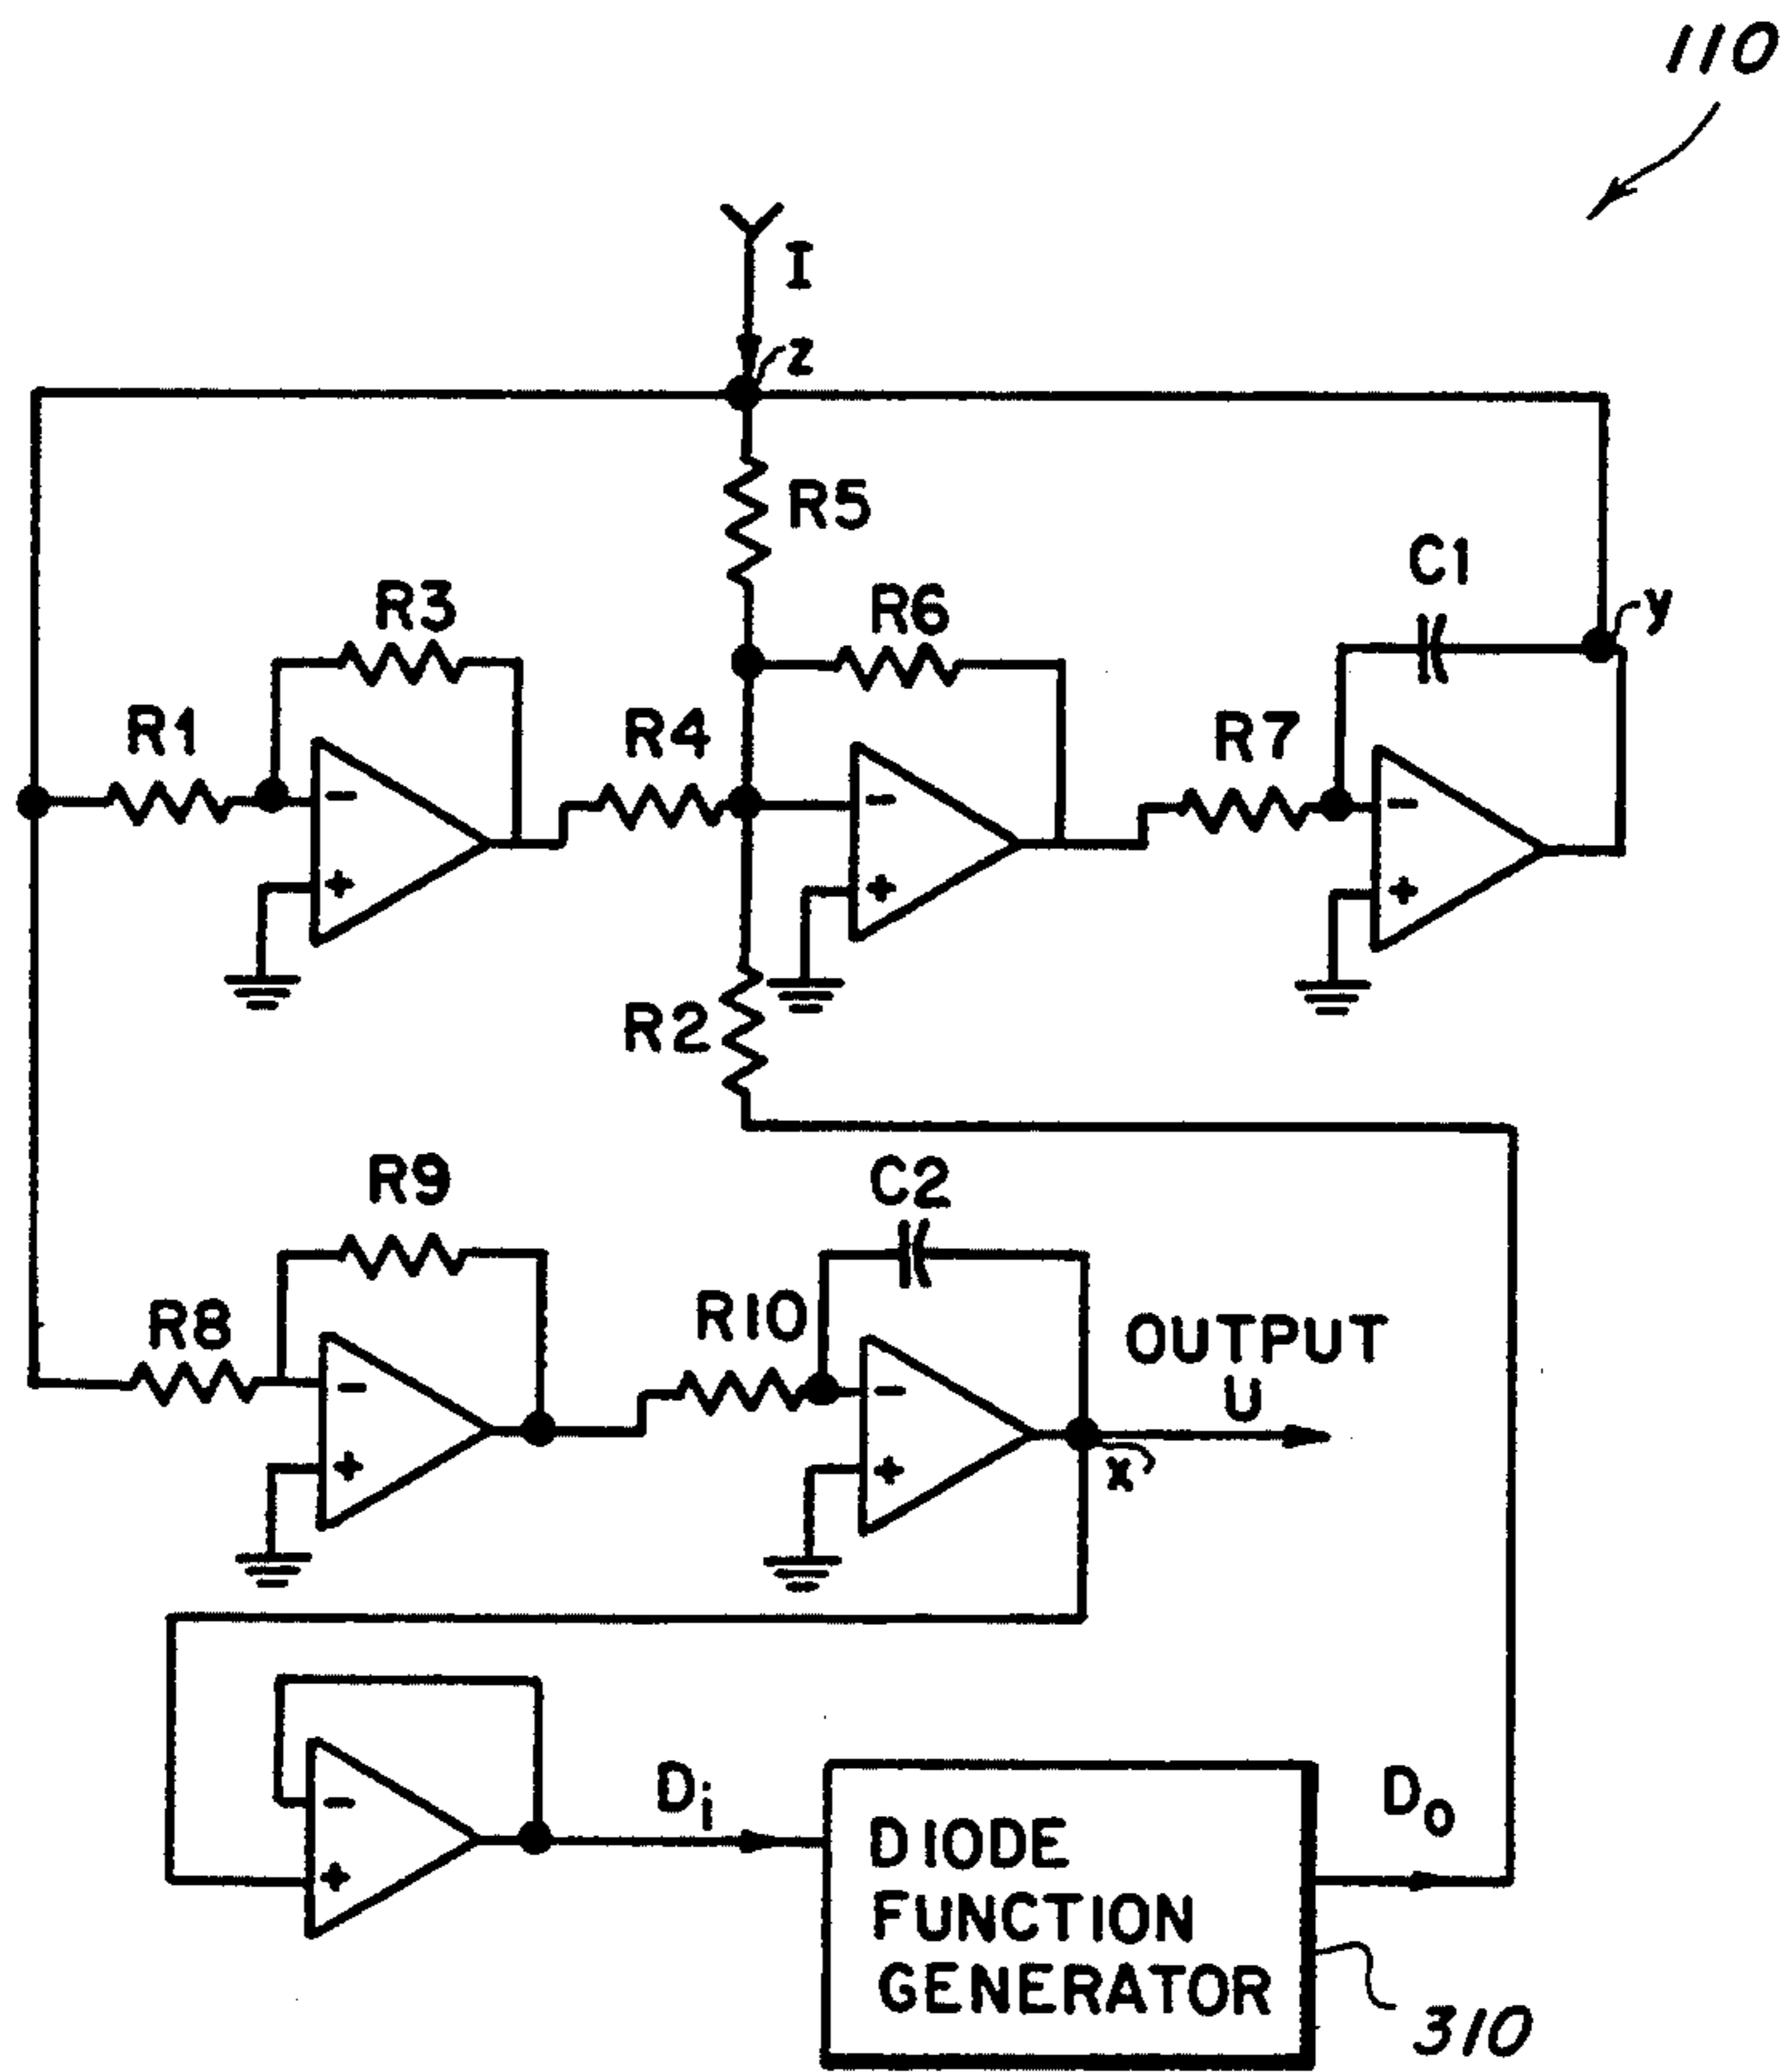 110
I
z
R5
C1
R3
R6
y
R1
R4
R7
-
-
-
+
+
+
R2
R9
C2
R8
R10
OUTPUT
U
-
-
+
+
x
Di
Do
-
+
DIODE
FUNCTION
GENERATOR
310